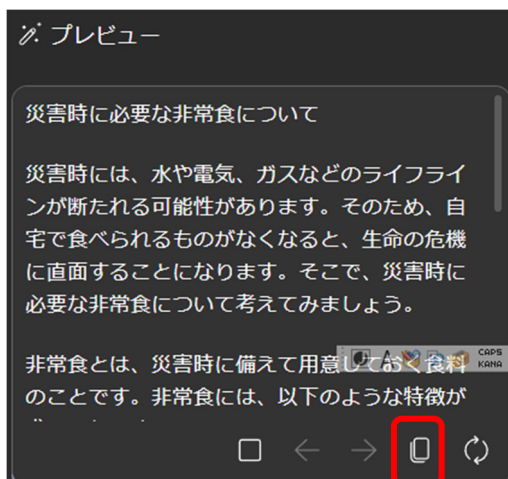 プレビュー
災害時に必要な非常食について
災害時には、水や電気、ガスなどのライフライ
ンが断たれる可能性があります。そのため、自
宅で食べられるものがなくなると、生命の危機
に直面することになります。そこで、災害時に
必要な非常食について考えてみましょう。
非常食とは、災害時に備えて用意しておく食料
CAPS
KANA
のことです。非常食には、以下のような特徴が